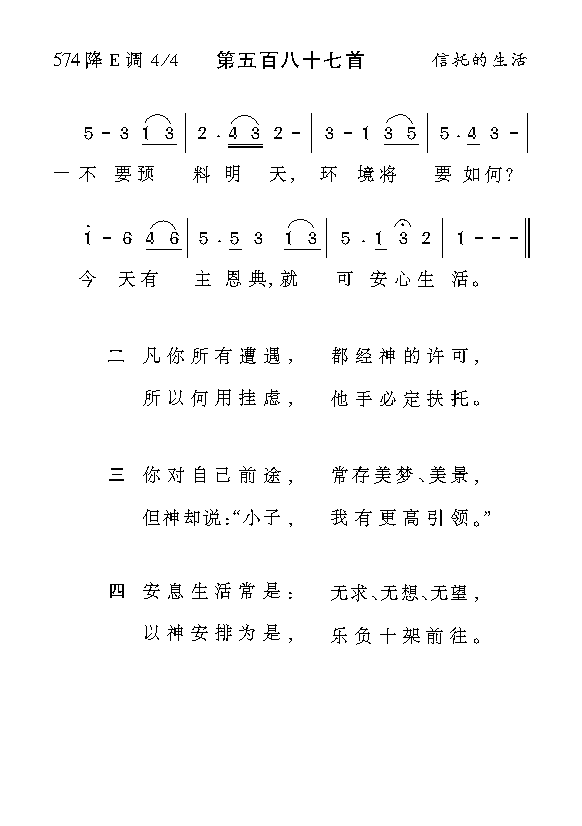 574降E调 4/4 第五百八十七首 信托的生活
5 - 3 1 3 | 2 . 4 3 2 - | 3 - 1 3 5 | 5 . 4 3 - |
一 不要预料明天，环境将要如何？
1 - 6 4 6 | 5 . 5 3 1 3 | 5 . 1 3 2 | 1 - - - ||
今天有主恩典，就可安心生活。
二 凡你所有遭遇， 都经神的许可，
所以何用挂虑， 他手必定扶托。
三 你对自己前途， 常存美梦、美景，
但神却说：“小子， 我有更高引领。”
四 安息生活常是： 无求、无想、无望，
以神安排为是， 乐负十架前往。